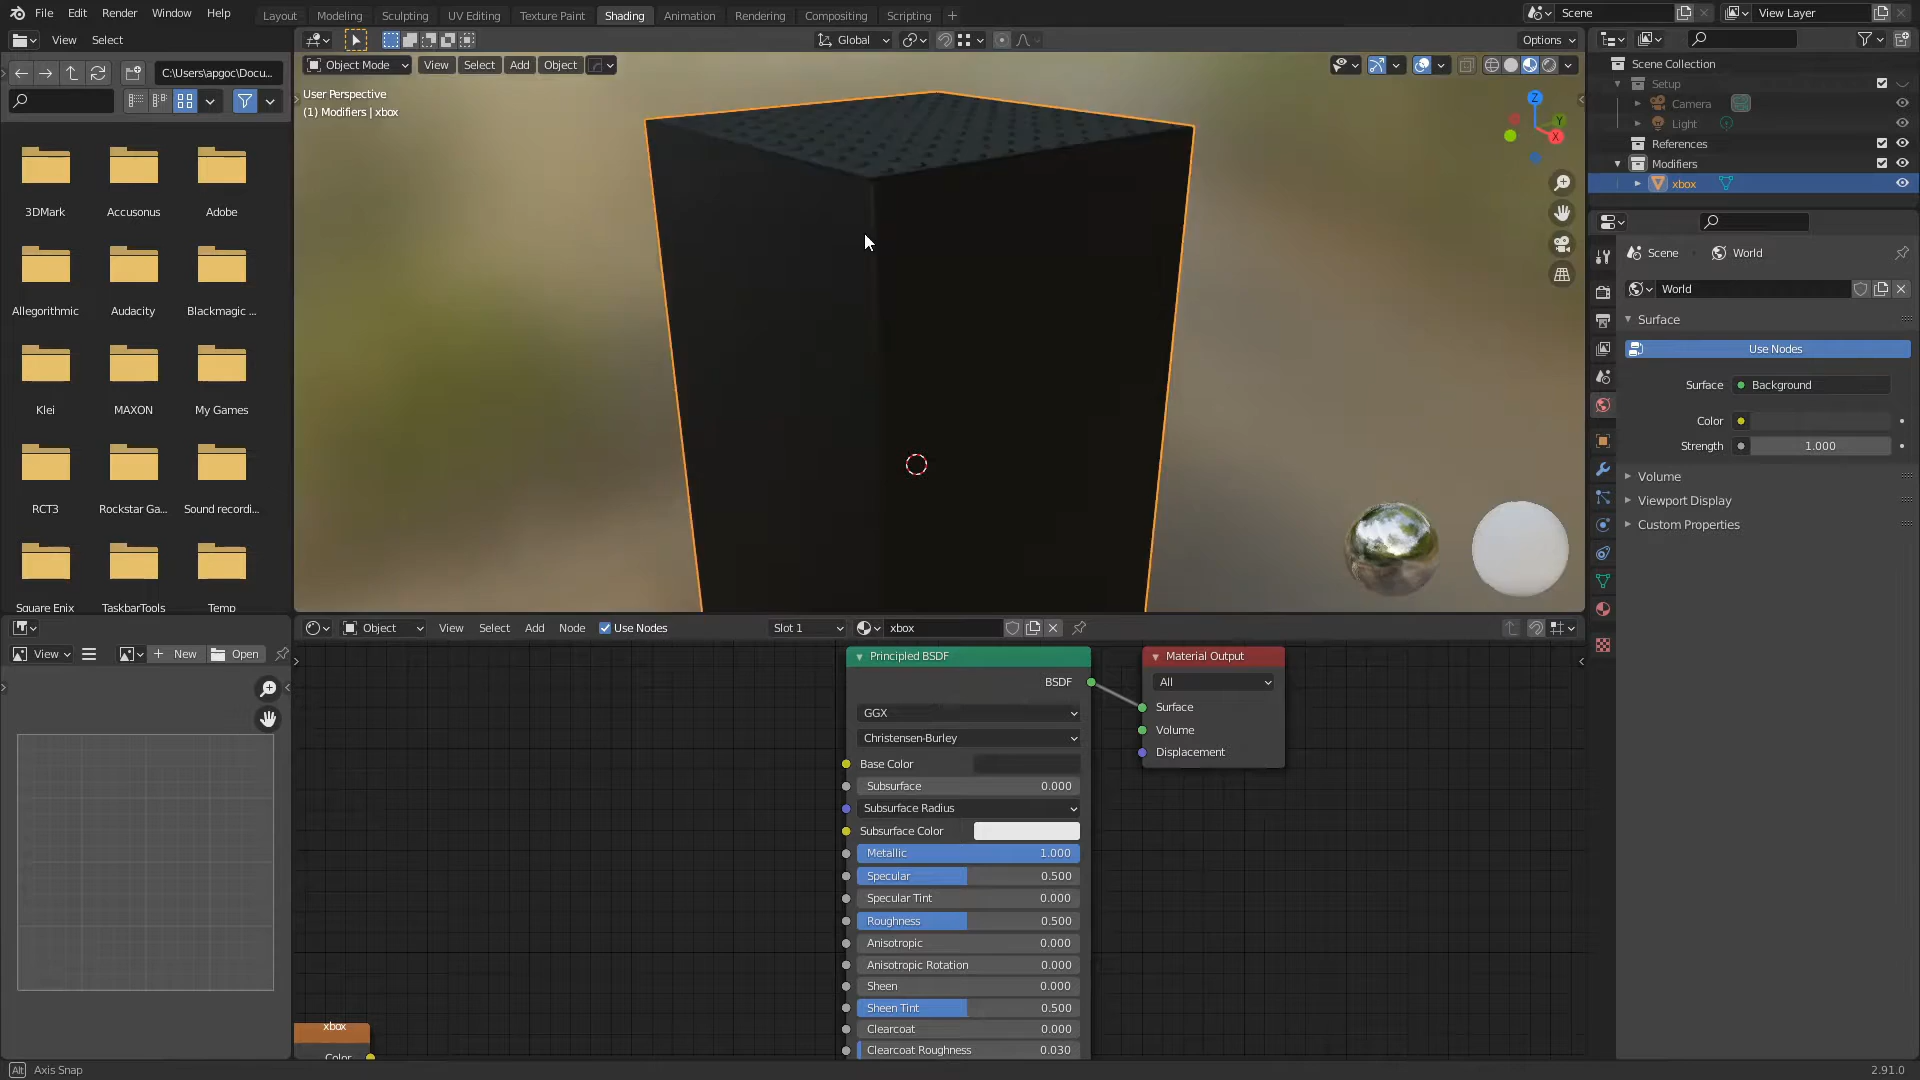 File Edit Render Window Help
Layout Modeling Sculpting UV Editing Texture Paint Shading Animation Rendering Compositing Scripting +
Scene
View Layer
View Select
Global
Options
C:\Users\apgoc\Docu...
Object Mode View Select Add Object
User Perspective
(1) Modifiers | xbox
Z
Y
X
3DMark Accusonus Adobe
Allegorithmic Audacity Blackmagic ...
Klei MAXON My Games
RCT3 Rockstar Ga... Sound recordi...
Square Enix TaskbarTools Temp
Scene Collection
Setup
Camera
Light
References
Modifiers
xbox
Scene World
World
Surface
Use Nodes
Surface Background
Color
Strength 1.000
Volume
Viewport Display
Custom Properties
View New Open
Object View Select Add Node Use Nodes
Slot 1
xbox
Principled BSDF
BSDF
GGX
Christensen-Burley
Base Color
Subsurface 0.000
Subsurface Radius
Subsurface Color
Metallic 1.000
Specular 0.500
Specular Tint 0.000
Roughness 0.500
Anisotropic 0.000
Anisotropic Rotation 0.000
Sheen 0.000
Sheen Tint 0.500
Clearcoat 0.000
Clearcoat Roughness 0.030
Material Output
All
Surface
Volume
Displacement
xbox
Color
Alt Axis Snap
2.91.0